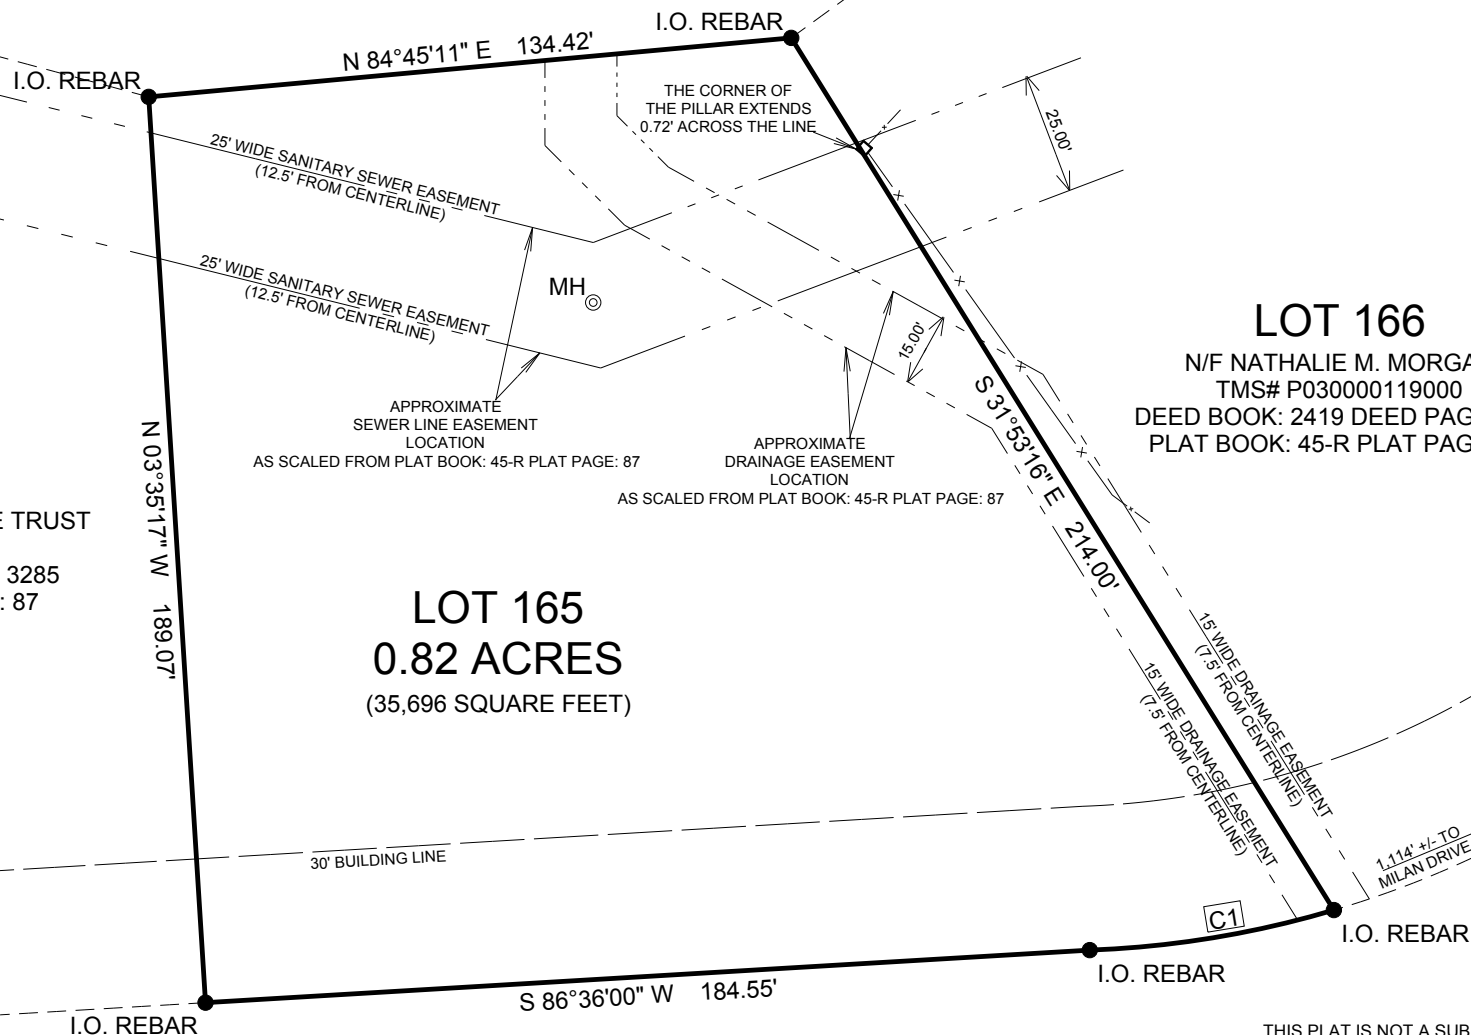 I.O. REBAR
N 84°45'11" E 134.42'
I.O. REBAR
THE CORNER OF
THE PILLAR EXTENDS
0.72' ACROSS THE LINE
25.00'
25' WIDE SANITARY SEWER EASEMENT
(12.5' FROM CENTERLINE)
25' WIDE SANITARY SEWER EASEMENT
(12.5' FROM CENTERLINE)
MH
15.00'
LOT 166
N/F NATHALIE M. MORGA
TMS# P030000119000
DEED BOOK: 2419 DEED PAG
PLAT BOOK: 45-R PLAT PAG
APPROXIMATE
SEWER LINE EASEMENT
LOCATION
AS SCALED FROM PLAT BOOK: 45-R PLAT PAGE: 87
APPROXIMATE
DRAINAGE EASEMENT
LOCATION
AS SCALED FROM PLAT BOOK: 45-R PLAT PAGE: 87
S 31°53'16" E 214.00'
N 03°35'17" W 189.07'
E TRUST
3285
: 87
LOT 165
0.82 ACRES
(35,696 SQUARE FEET)
15' WIDE DRAINAGE EASEMENT
(7.5' FROM CENTERLINE)
15' WIDE DRAINAGE EASEMENT
(7.5' FROM CENTERLINE)
30' BUILDING LINE
1,114' +/- TO
MILAN DRIVE
C1
I.O. REBAR
I.O. REBAR
S 86°36'00" W 184.55'
I.O. REBAR
THIS PLAT IS NOT A SUB